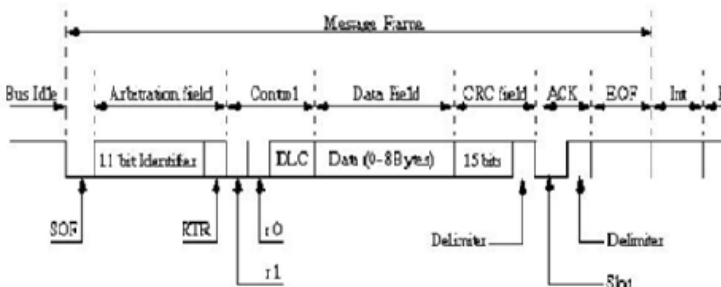 Message Frame
Bus Idle Arbitration field Control Data Field CRC field ACK EOF Int
11 bit Identifier DLC Data (0-8Bytes) 15 bits
SOF RTR r0 Delimiter Delimiter
r1 Slot